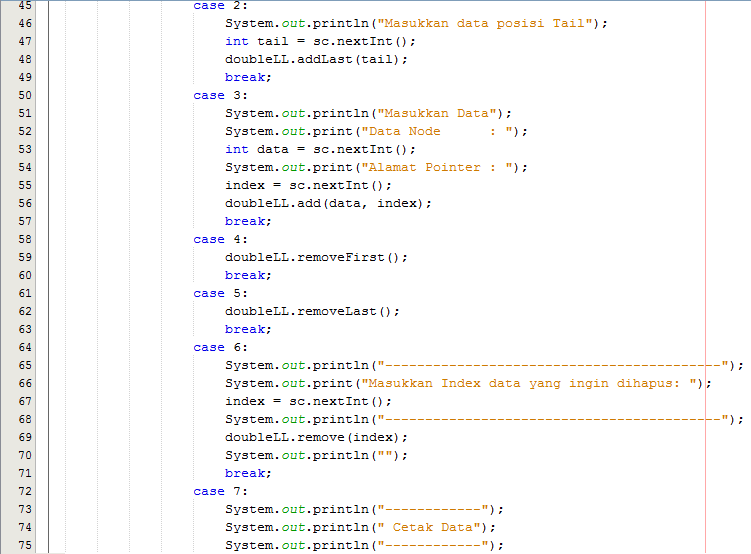 45 case 2:
46 System.out.println("Masukkan data posisi Tail");
47 int tail = sc.nextInt();
48 doubleLL.addLast(tail);
49 break;
50 case 3:
51 System.out.println("Masukkan Data");
52 System.out.print("Data Node      : ");
53 int data = sc.nextInt();
54 System.out.print("Alamat Pointer : ");
55 index = sc.nextInt();
56 doubleLL.add(data, index);
57 break;
58 case 4:
59 doubleLL.removeFirst();
60 break;
61 case 5:
62 doubleLL.removeLast();
63 break;
64 case 6:
65 System.out.println("------------------------------------------");
66 System.out.print("Masukkan Index data yang ingin dihapus: ");
67 index = sc.nextInt();
68 System.out.println("------------------------------------------");
69 doubleLL.remove(index);
70 System.out.println("");
71 break;
72 case 7:
73 System.out.println("------------");
74 System.out.println(" Cetak Data");
75 System.out.println("------------");